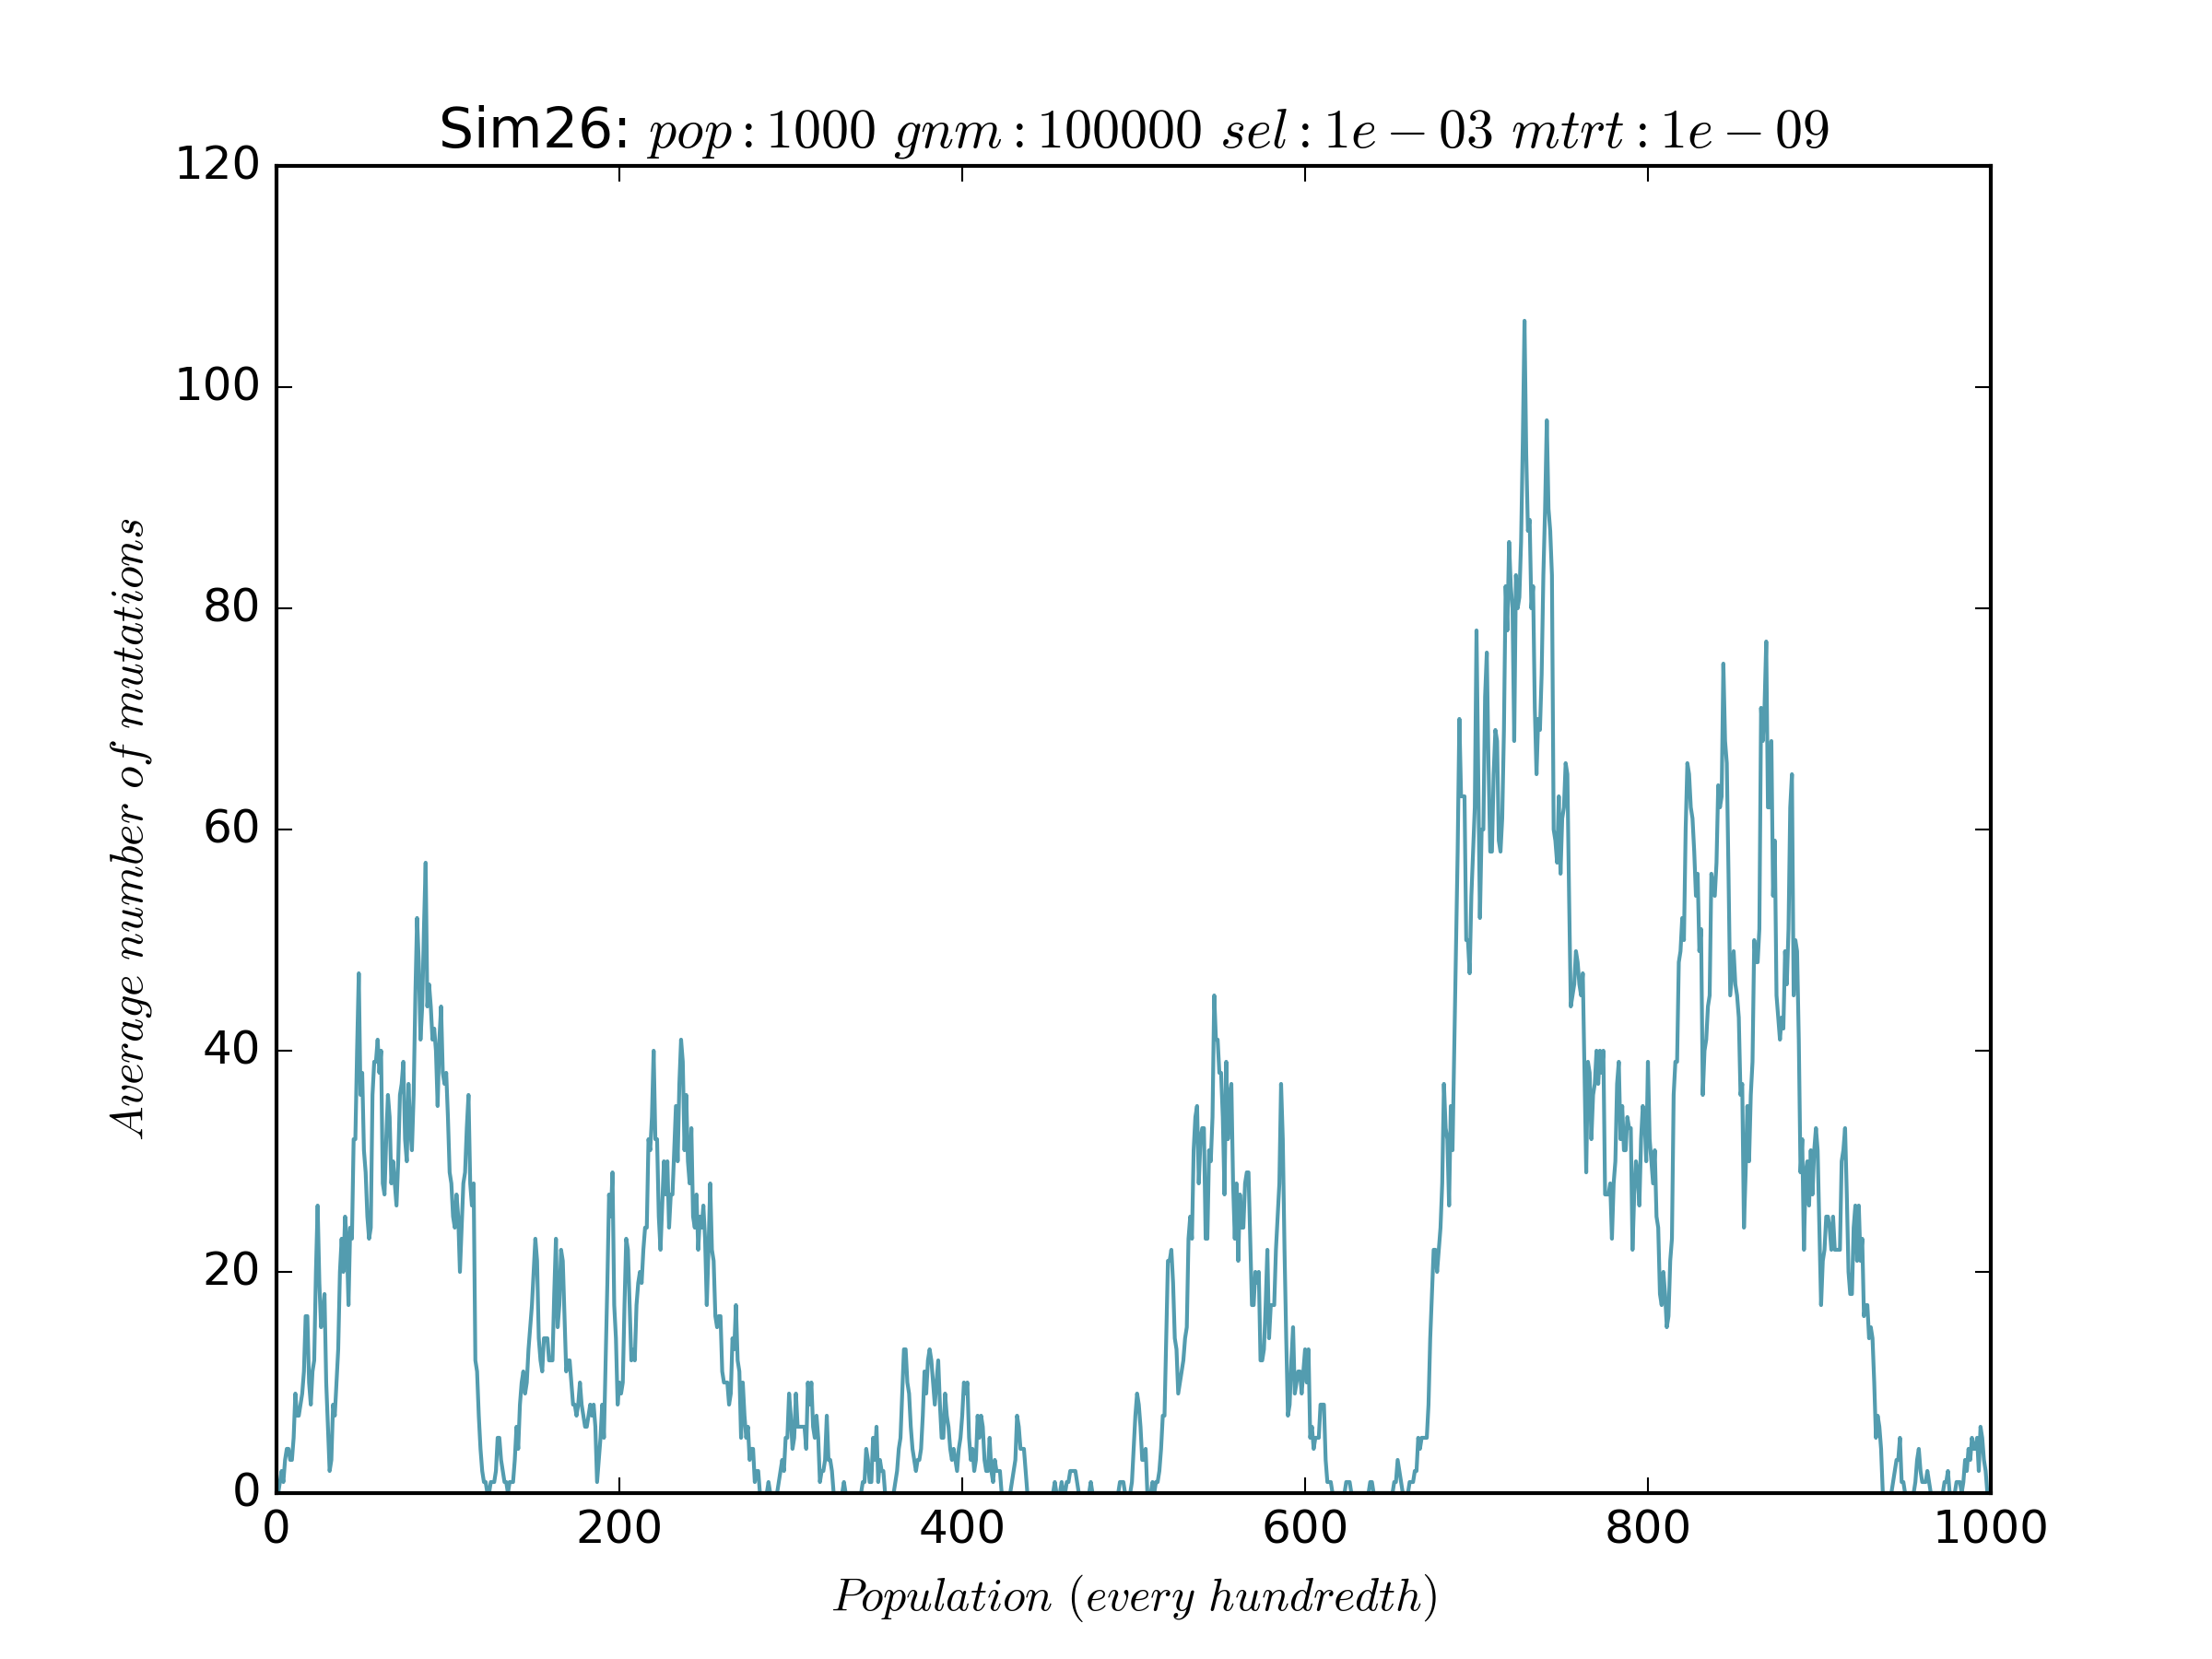 Sim26: pop : 1000 gnm : 100000 sel : 1e − 03 mtrt : 1e − 09
120
100
80
60
40
20
0
Average number of mutations
0 200 400 600 800 1000
Population (every hundredth)